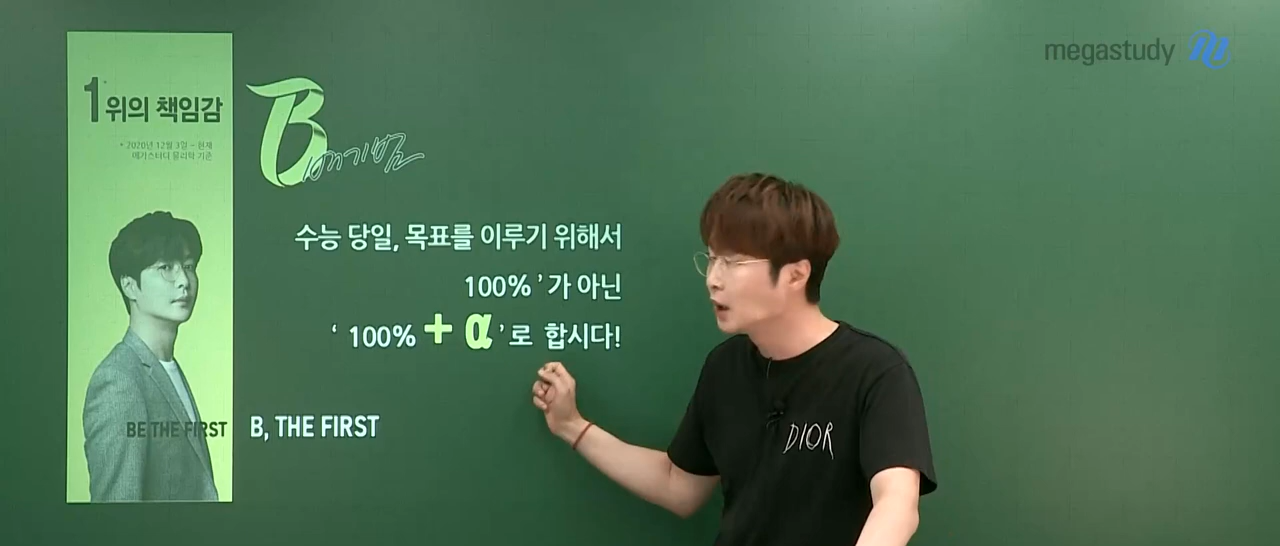 megastudy
1위의 책임감
* 2020년 12월 3일 ~ 현재
메가스터디 물리학 기준
B
배기범
수능 당일, 목표를 이루기 위해서
100% ’ 가 아닌
‘ 100% + α ’ 로 합시다!
BE THE FIRST
B, THE FIRST
DIOR